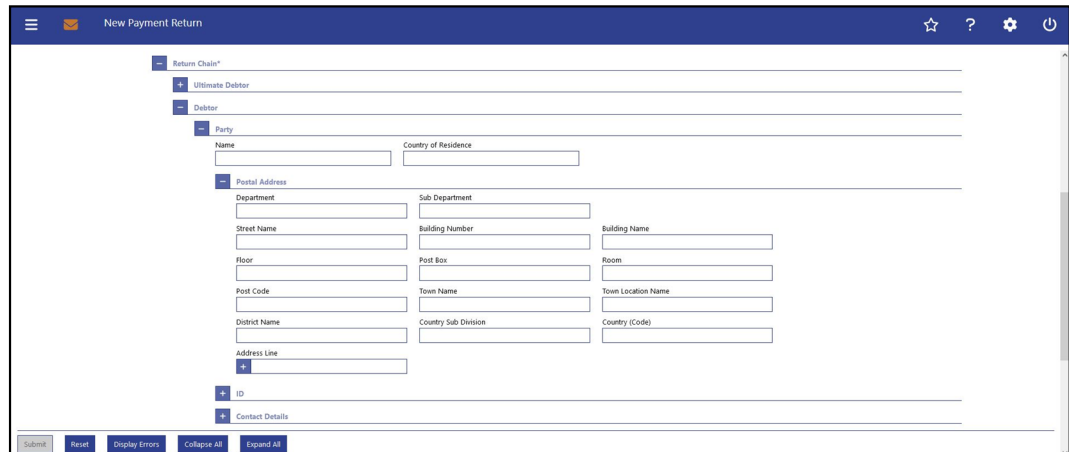 New Payment Return ?
Return Chain*
Ultimate Debtor
Debtor
Party
Name Country of Residence
Postal Address
Department Sub Department
Street Name Building Number Building Name
Floor Post Box Room
Post Code Town Name Town Location Name
District Name Country Sub Division Country (Code)
Address Line
+
ID
Contact Details
Submit Reset Display Errors Collapse All Expand All